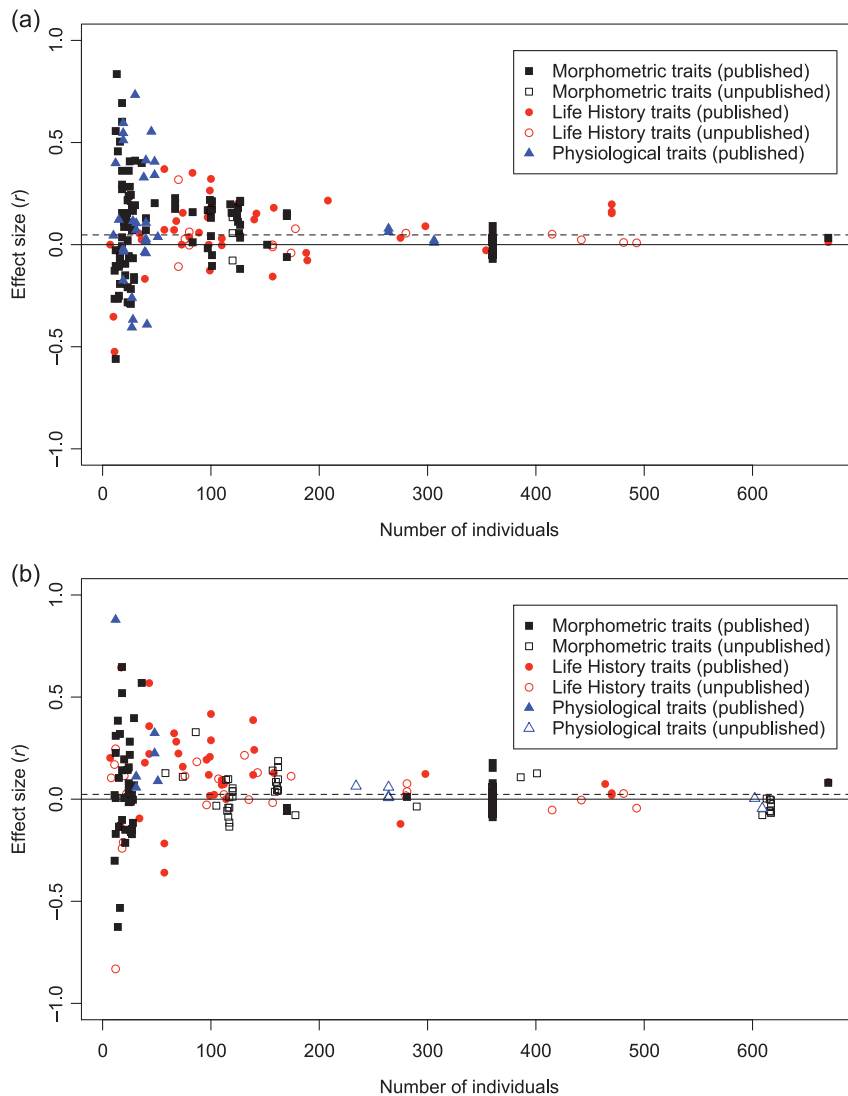 (a)
1.0
0.5
0.0
−0.5
−1.0
Effect size (r)
Morphometric traits (published)
Morphometric traits (unpublished)
Life History traits (published)
Life History traits (unpublished)
Physiological traits (published)
0 100 200 300 400 500 600
Number of individuals
(b)
1.0
0.5
0.0
−0.5
−1.0
Effect size (r)
Morphometric traits (published)
Morphometric traits (unpublished)
Life History traits (published)
Life History traits (unpublished)
Physiological traits (published)
Physiological traits (unpublished)
0 100 200 300 400 500 600
Number of individuals